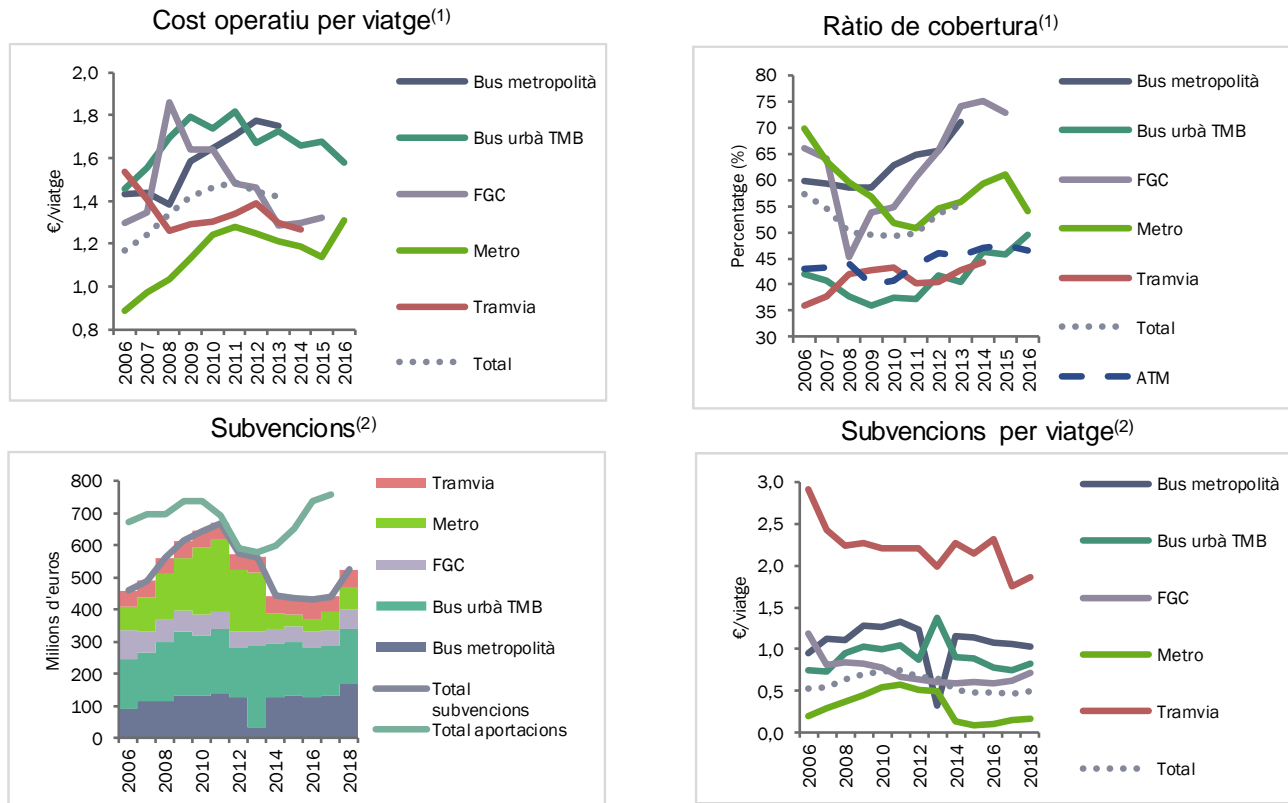 Cost operatiu per viatge(1)
2,0
1,8
1,6
1,4
1,2
1,0
0,8
€/viatge
2006
2007
2008
2009
2010
2011
2012
2013
2014
2015
2016
Bus metropolità
Bus urbà TMB
FGC
Metro
Tramvia
Total
Ràtio de cobertura(1)
80
75
70
65
60
55
50
45
40
35
30
Percentatge (%)
2006
2007
2008
2009
2010
2011
2012
2013
2014
2015
2016
Bus metropolità
Bus urbà TMB
FGC
Metro
Tramvia
Total
ATM
Subvencions(2)
800
700
600
500
400
300
200
100
0
Milions d'euros
2006
2008
2010
2012
2014
2016
2018
Tramvia
Metro
FGC
Bus urbà TMB
Bus metropolità
Total
subvencions
Total aportacions
Subvencions per viatge(2)
3,0
2,5
2,0
1,5
1,0
0,5
0,0
€/viatge
2006
2008
2010
2012
2014
2016
2018
Bus metropolità
Bus urbà TMB
FGC
Metro
Tramvia
Total